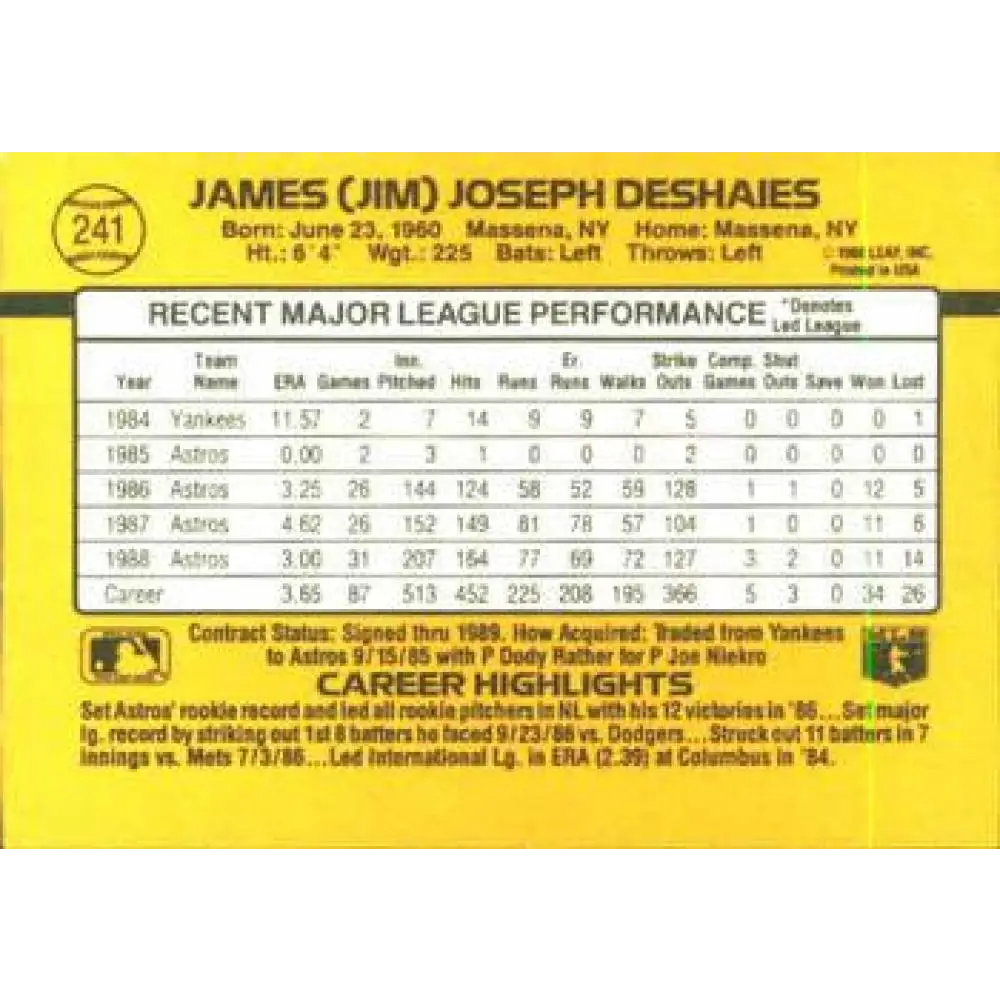 241
JAMES (JIM) JOSEPH DESHAIES
Born: June 23, 1960 Massena, NY Home: Massena, NY
Ht.: 6'4" Wgt.: 225 Bats: Left Throws: Left
LEAF, INC.
Printed in USA
RECENT MAJOR LEAGUE PERFORMANCE *Denotes Led League
Year Team Name ERA Games Inn. Pitched Hits Runs Er. Runs Walks Strike Outs Comp. Games Shut Outs Save Won Lost
1984 Yankees 11.57 2 7 14 9 9 7 5 0 0 0 0 1
1985 Astros 0.00 2 3 1 0 0 0 2 0 0 0 0 0
1986 Astros 3.25 26 144 124 58 52 59 128 1 1 0 12 5
1987 Astros 4.62 26 152 149 81 78 57 104 1 0 0 11 6
1988 Astros 3.00 31 207 164 77 69 72 127 3 2 0 11 14
Career 3.65 87 513 452 225 208 195 366 5 3 0 34 26
Contract Status: Signed thru 1989. How Acquired: Traded from Yankees
to Astros 9/15/85 with P Dody Rather for P Joe Niekro
CAREER HIGHLIGHTS
Set Astros' rookie record and led all rookie pitchers in NL with his 12 victories in '86...Set major
lg. record by striking out 1st 8 batters he faced 9/23/86 vs. Dodgers...Struck out 11 batters in 7
innings vs. Mets 7/3/86...Led International Lg. in ERA (2.39) at Columbus in '84.